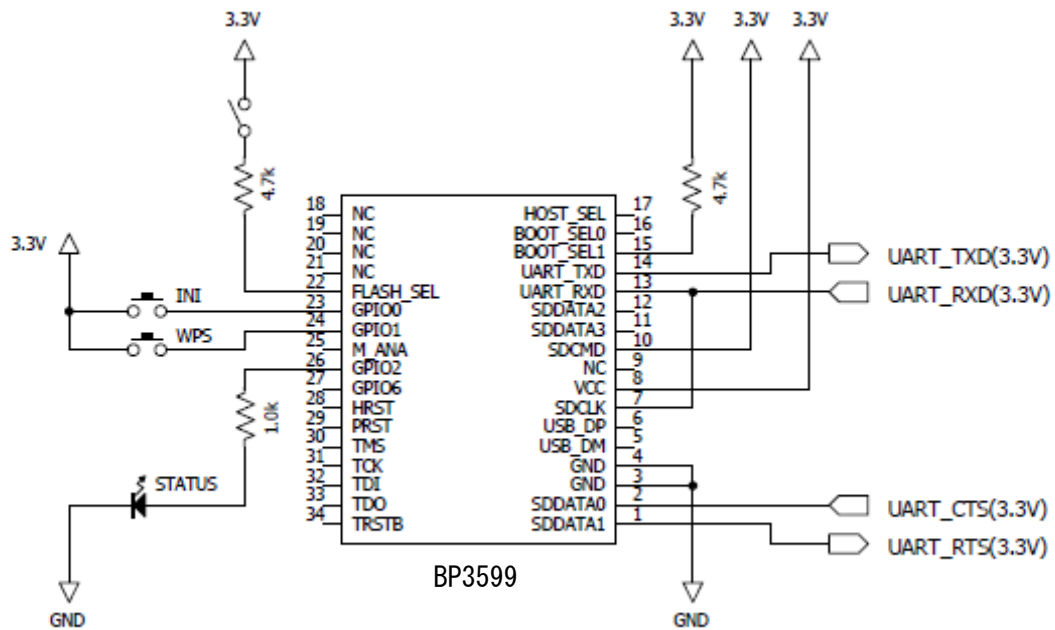 3.3V
3.3V 3.3V 3.3V
4.7k
4.7k
3.3V
INI
WPS
1.0k
STATUS
GND
18 NC
19 NC
20 NC
21 NC
22 FLASH_SEL
23 GPIO0
24 GPIO1
25 M_ANA
26 GPIO2
27 GPIO6
28 HRST
29 PRST
30 TMS
31 TCK
32 TDI
33 TDO
34 TRSTB
HOST_SEL 17
BOOT_SEL0 16
BOOT_SEL1 15
UART_TXD 14
UART_RXD 13
SDDATA2 12
SDDATA3 11
SDCMD 10
NC 9
VCC 8
SDCLK 7
USB_DP 6
USB_DM 5
GND 4
GND 3
SDDATA0 2
SDDATA1 1
UART_TXD(3.3V)
UART_RXD(3.3V)
UART_CTS(3.3V)
UART_RTS(3.3V)
BP3599
GND